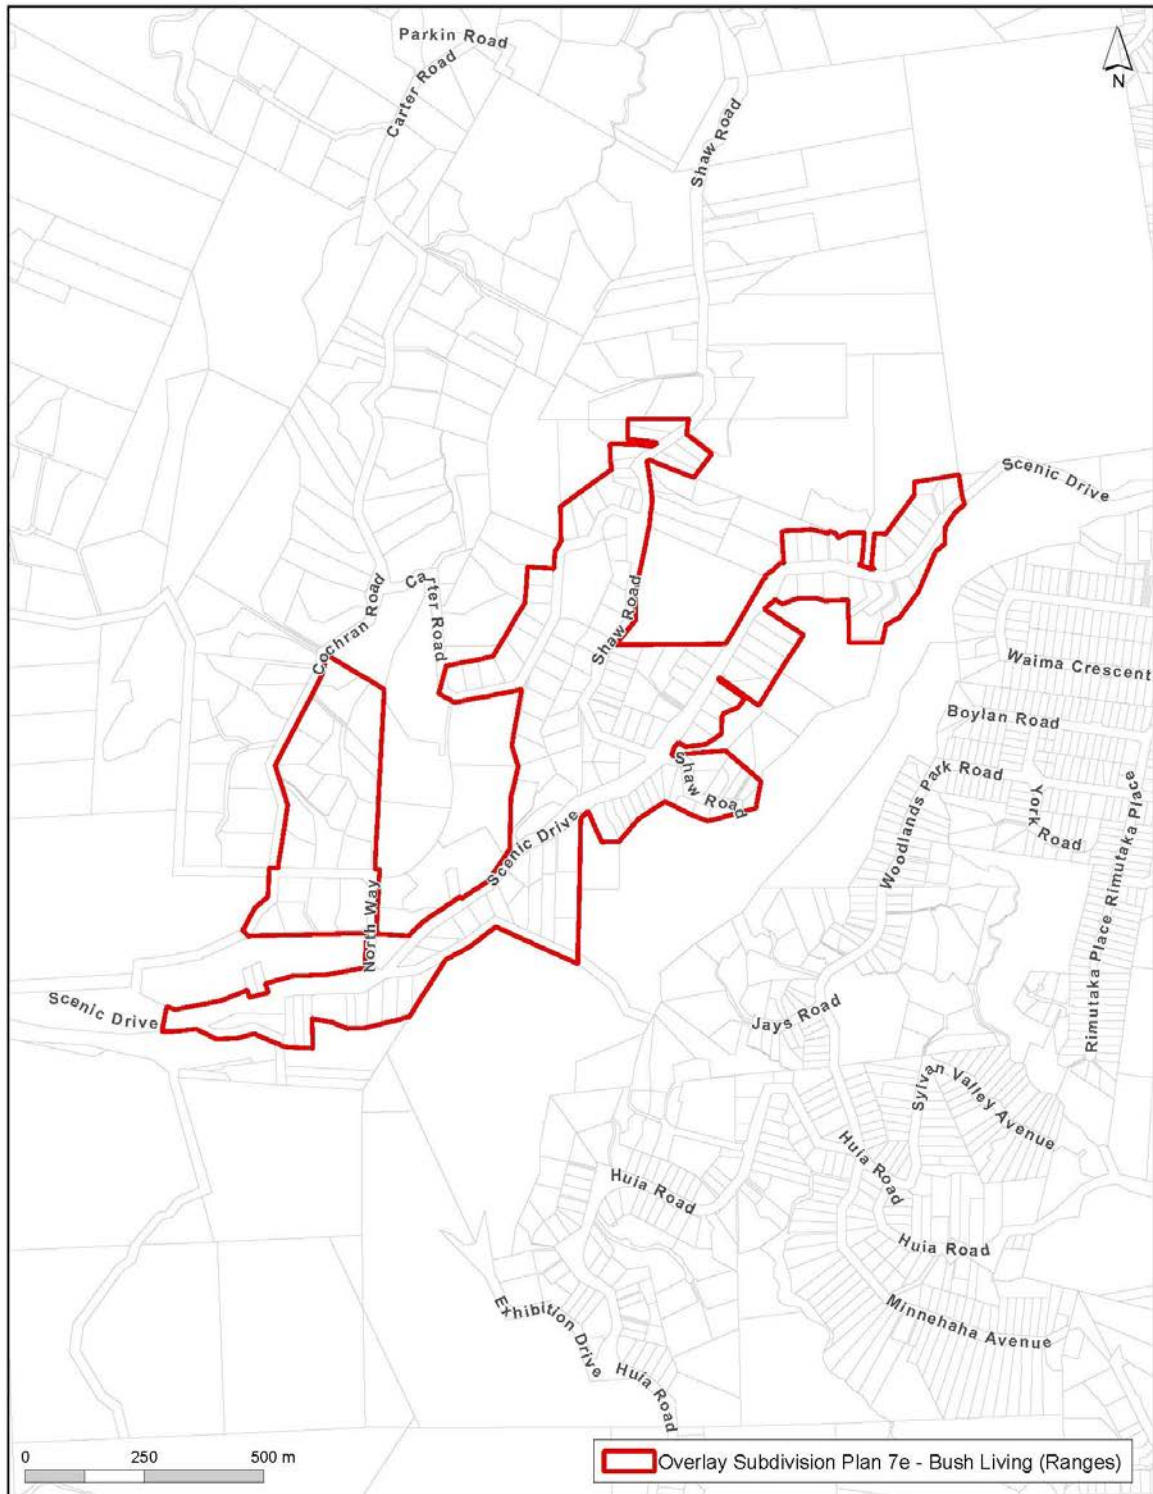 Parkin Road
Carter Road
Shaw Road
N
Scenic Drive
Cochran Road
Carter Road
Shaw Road
Waima Crescent
Boylan Road
Woodlands Park Road
York Road
Rimutaka Place
Rimutaka Place
Shaw Road
Scenic Drive
North Way
Scenic Drive
Jays Road
Sylvan Valley Avenue
Huia Road
Huia Road
Huia Road
Minnehaha Avenue
Exhibition Drive
Huia Road
0 250 500 m
Overlay Subdivision Plan 7e - Bush Living (Ranges)